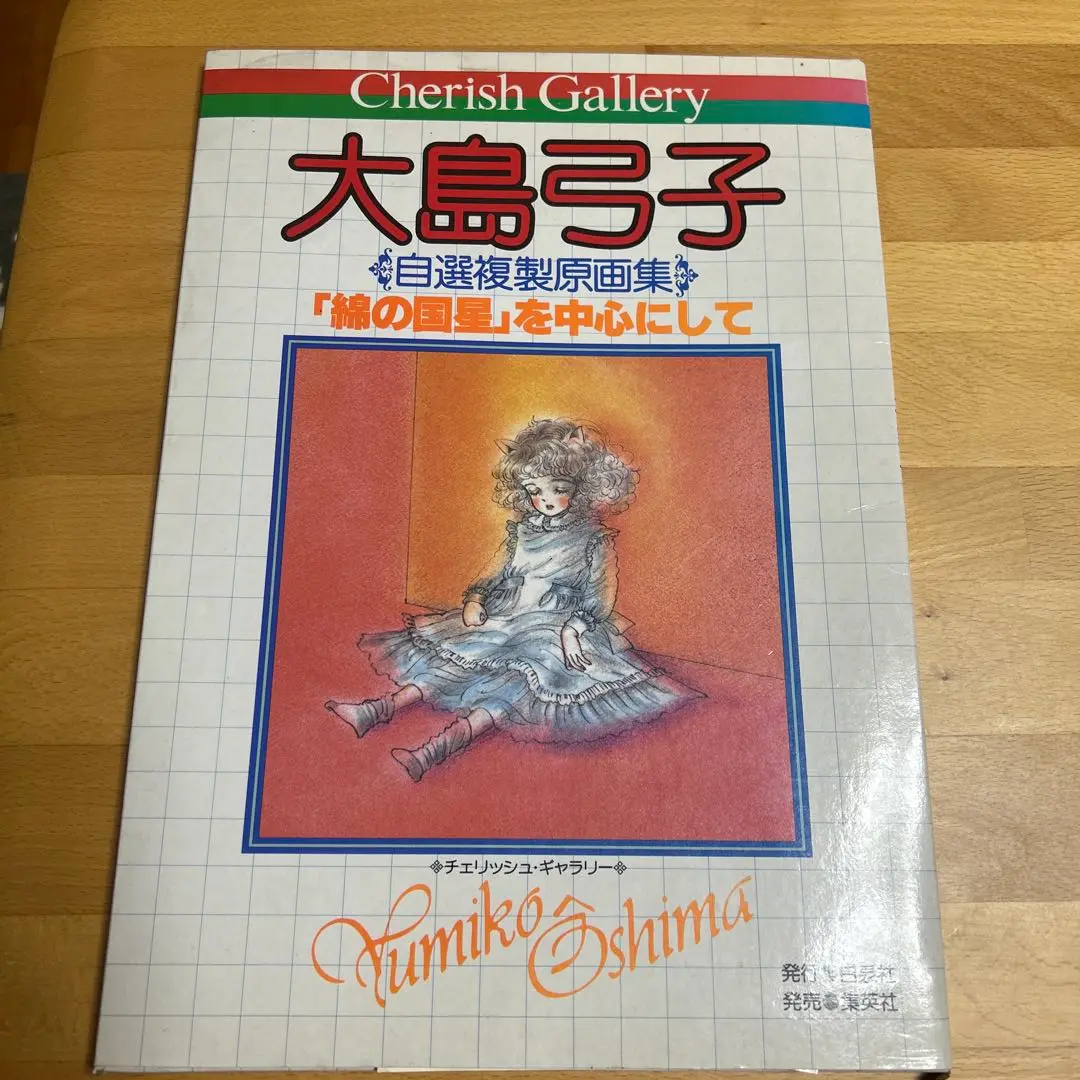 Cherish Gallery
大島弓子
自選複製原画集
「綿の国星」を中心にして
チェリッシュ・ギャラリー
Yumiko Ôshima
発行 白泉社
発売 集英社